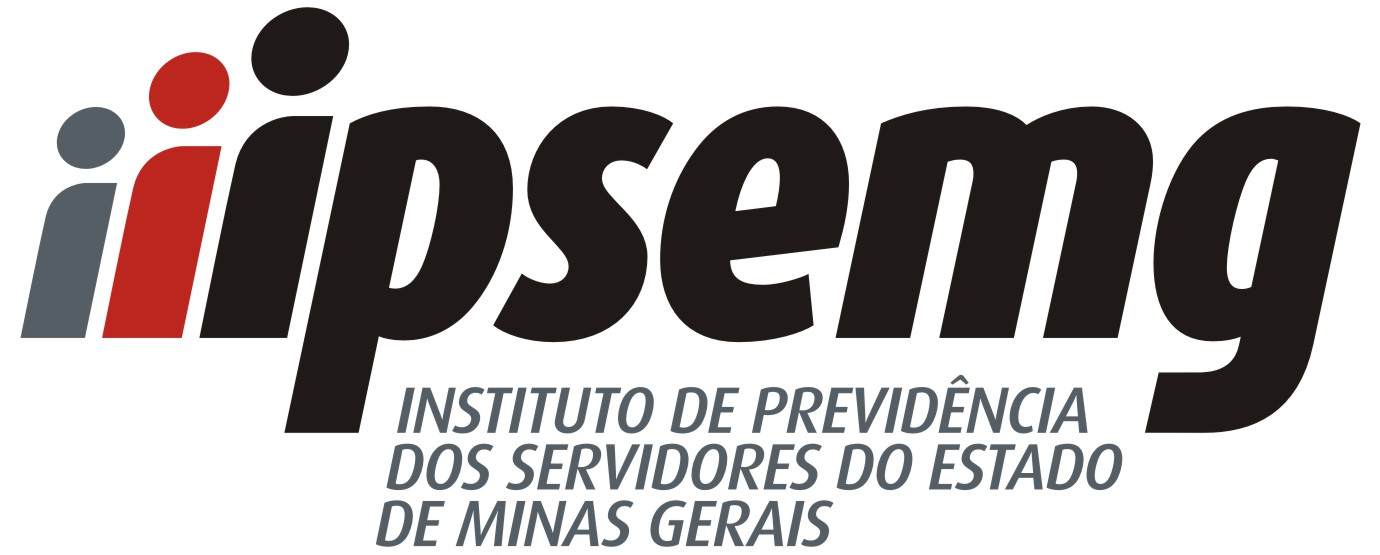 ipsemg
INSTITUTO DE PREVIDÊNCIA
DOS SERVIDORES DO ESTADO
DE MINAS GERAIS